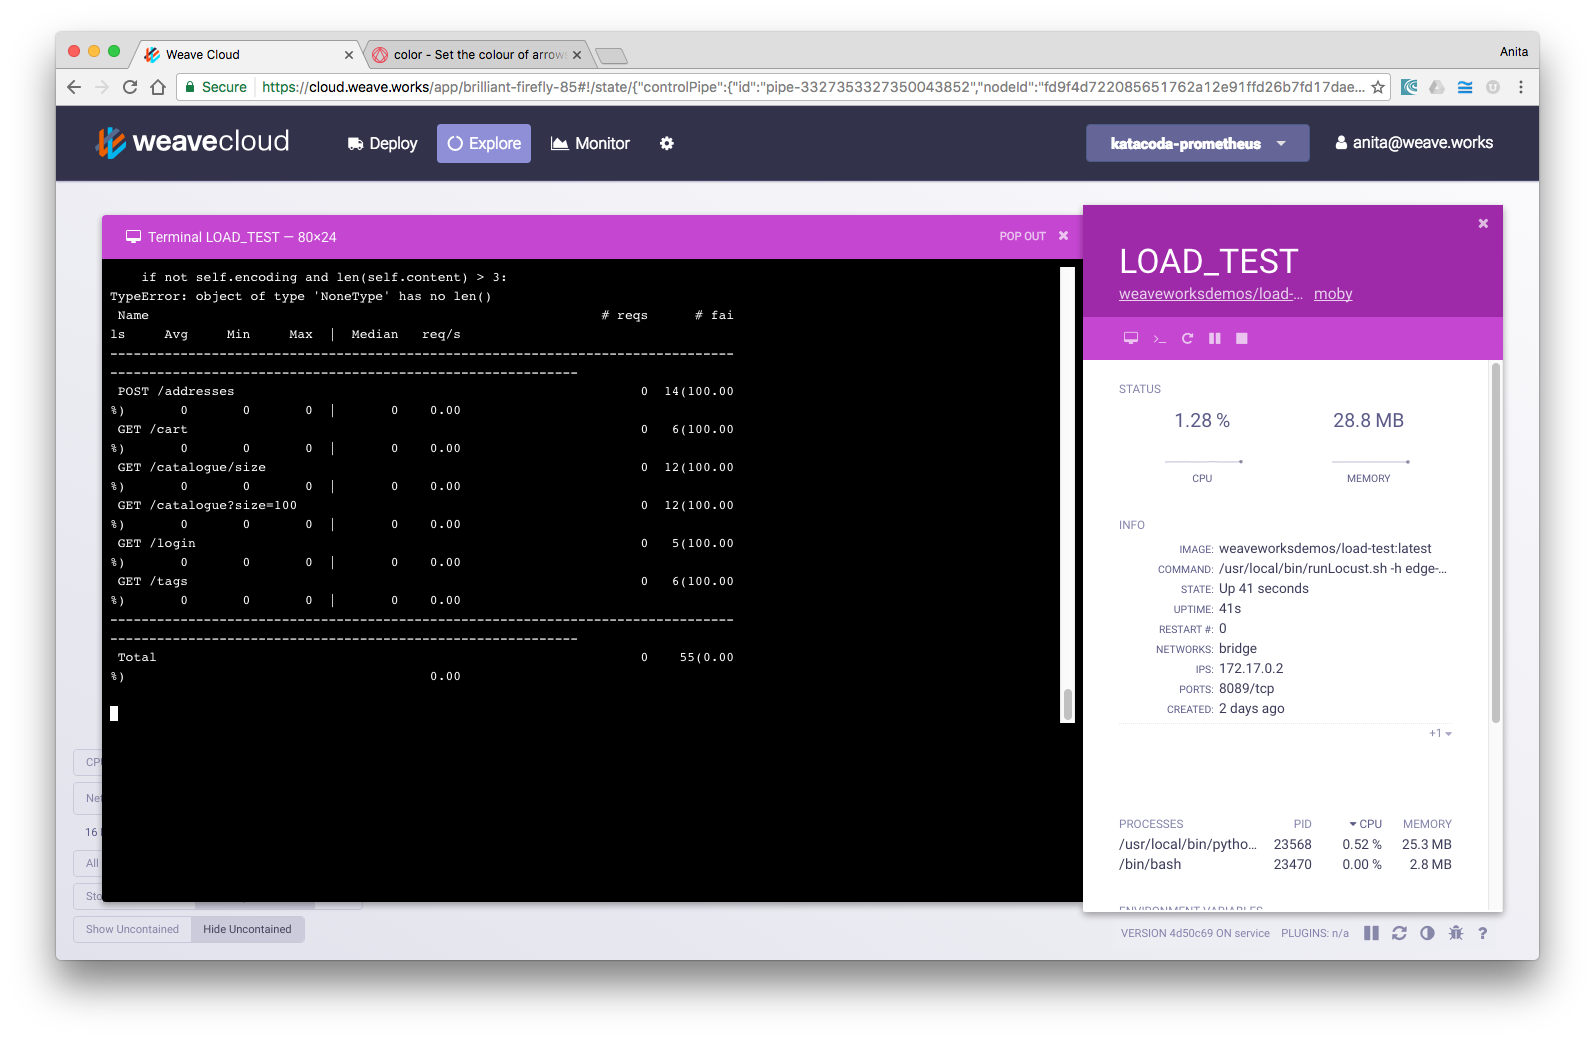 Weave Cloud
color - Set the colour of arrows
Anita
Secure https://cloud.weave.works/app/brilliant-firefly-85#!/state/{"controlPipe":{"id":"pipe-3327353327350043852","nodeId":"fd9f4d722085651762a12e91ffd26b7fd17dae...
weavecloud
Deploy
Explore
Monitor
katacoda-prometheus
anita@weave.works
Terminal LOAD_TEST — 80×24
POP OUT
    if not self.encoding and len(self.content) > 3:
TypeError: object of type 'NoneType' has no len()
 Name                                                          # reqs      # fai
ls     Avg     Min     Max  |  Median   req/s
--------------------------------------------------------------------------------
------------------------------------------------------------
 POST /addresses                                                    0  14(100.00
%)       0       0       0  |       0    0.00
 GET /cart                                                          0   6(100.00
%)       0       0       0  |       0    0.00
 GET /catalogue/size                                                0  12(100.00
%)       0       0       0  |       0    0.00
 GET /catalogue?size=100                                            0  12(100.00
%)       0       0       0  |       0    0.00
 GET /login                                                         0   5(100.00
%)       0       0       0  |       0    0.00
 GET /tags                                                          0   6(100.00
%)       0       0       0  |       0    0.00
--------------------------------------------------------------------------------
------------------------------------------------------------
 Total                                                              0    55(0.00
%)                                       0.00
LOAD_TEST
weaveworksdemos/load-... moby
STATUS
1.28 % 28.8 MB
CPU MEMORY
INFO
IMAGE: weaveworksdemos/load-test:latest
COMMAND: /usr/local/bin/runLocust.sh -h edge-...
STATE: Up 41 seconds
UPTIME: 41s
RESTART #: 0
NETWORKS: bridge
IPS: 172.17.0.2
PORTS: 8089/tcp
CREATED: 2 days ago
+1
PROCESSES PID CPU MEMORY
/usr/local/bin/pytho... 23568 0.52 % 25.3 MB
/bin/bash 23470 0.00 % 2.8 MB
ENVIRONMENT VARIABLES
CPU
Net
16
All
Sto
Show Uncontained Hide Uncontained
VERSION 4d50c69 ON service PLUGINS: n/a
?